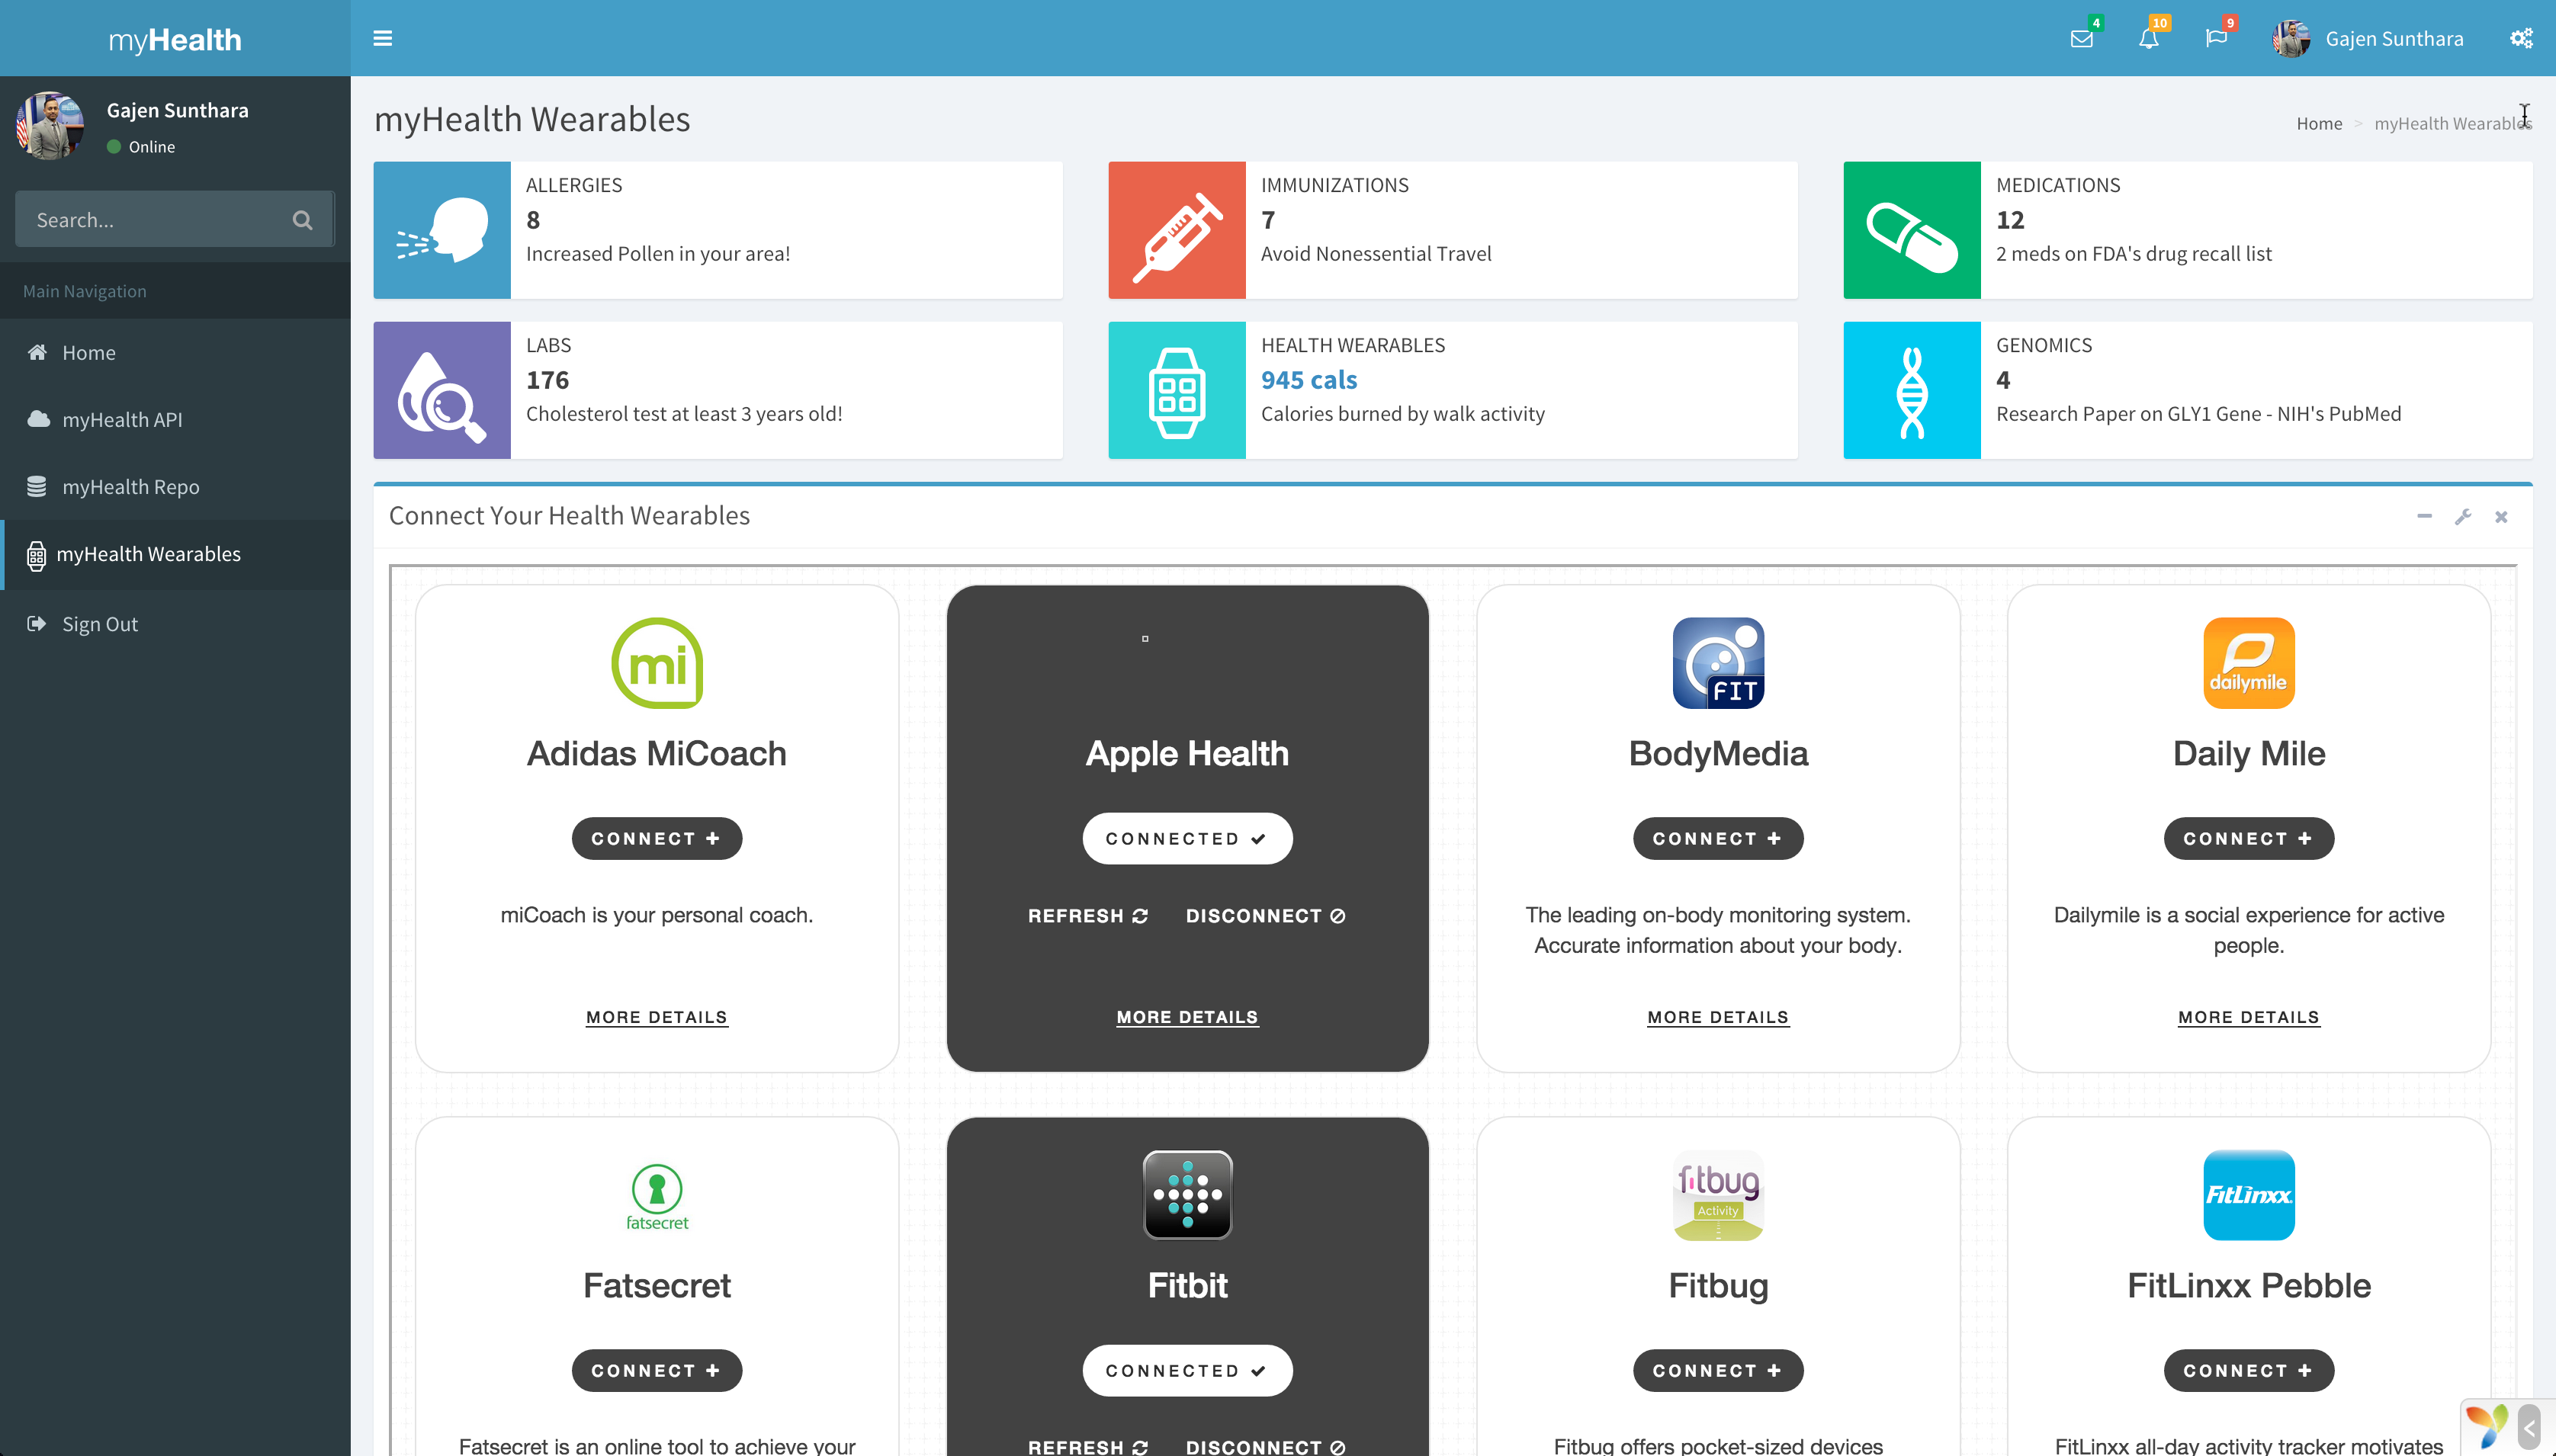 myHealth
4
10
9
Gajen Sunthara
Gajen Sunthara
Online
Search...
Main Navigation
Home
myHealth API
myHealth Repo
myHealth Wearables
Sign Out
myHealth Wearables
Home > myHealth Wearables
ALLERGIES
8
Increased Pollen in your area!
IMMUNIZATIONS
7
Avoid Nonessential Travel
MEDICATIONS
12
2 meds on FDA's drug recall list
LABS
176
Cholesterol test at least 3 years old!
HEALTH WEARABLES
945 cals
Calories burned by walk activity
GENOMICS
4
Research Paper on GLY1 Gene - NIH's PubMed
Connect Your Health Wearables
mi
Adidas MiCoach
CONNECT
miCoach is your personal coach.
MORE DETAILS
Apple Health
CONNECTED
REFRESH
DISCONNECT
MORE DETAILS
FIT
BodyMedia
CONNECT
The leading on-body monitoring system.
Accurate information about your body.
MORE DETAILS
dailymile
Daily Mile
CONNECT
Dailymile is a social experience for active
people.
MORE DETAILS
fatsecret
Fatsecret
CONNECT
Fatsecret is an online tool to achieve your
Fitbit
CONNECTED
REFRESH
DISCONNECT
fitbug
Activity
Fitbug
CONNECT
Fitbug offers pocket-sized devices
FitLinxx
FitLinxx Pebble
CONNECT
FitLinxx all-day activity tracker motivates